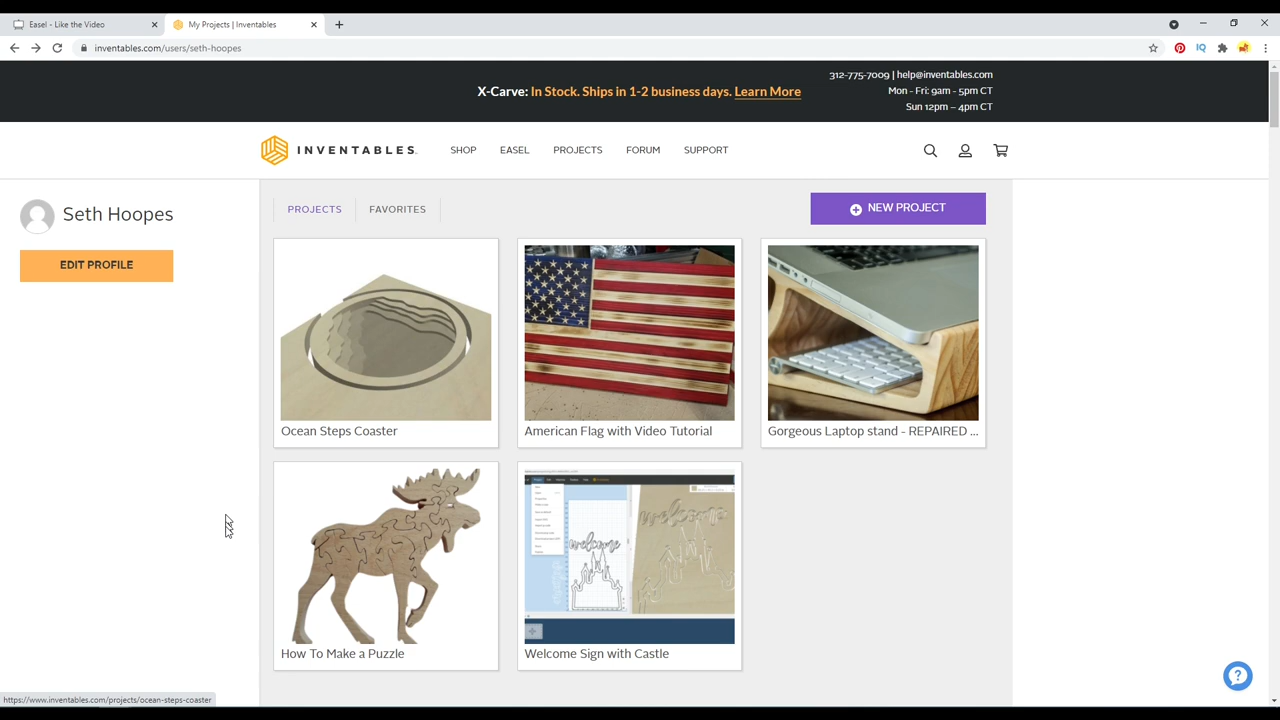 Easel - Like the Video
My Projects | Inventables
inventables.com/users/seth-hoopes
X-Carve: In Stock. Ships in 1-2 business days. Learn More
312-775-7009 | help@inventables.com
Mon - Fri: 9am - 5pm CT
Sun 12pm – 4pm CT
INVENTABLES
SHOP
EASEL
PROJECTS
FORUM
SUPPORT
Seth Hoopes
EDIT PROFILE
PROJECTS
FAVORITES
NEW PROJECT
Ocean Steps Coaster
American Flag with Video Tutorial
Gorgeous Laptop stand - REPAIRED ...
welcome
welcome
How To Make a Puzzle
Welcome Sign with Castle
https://www.inventables.com/projects/ocean-steps-coaster